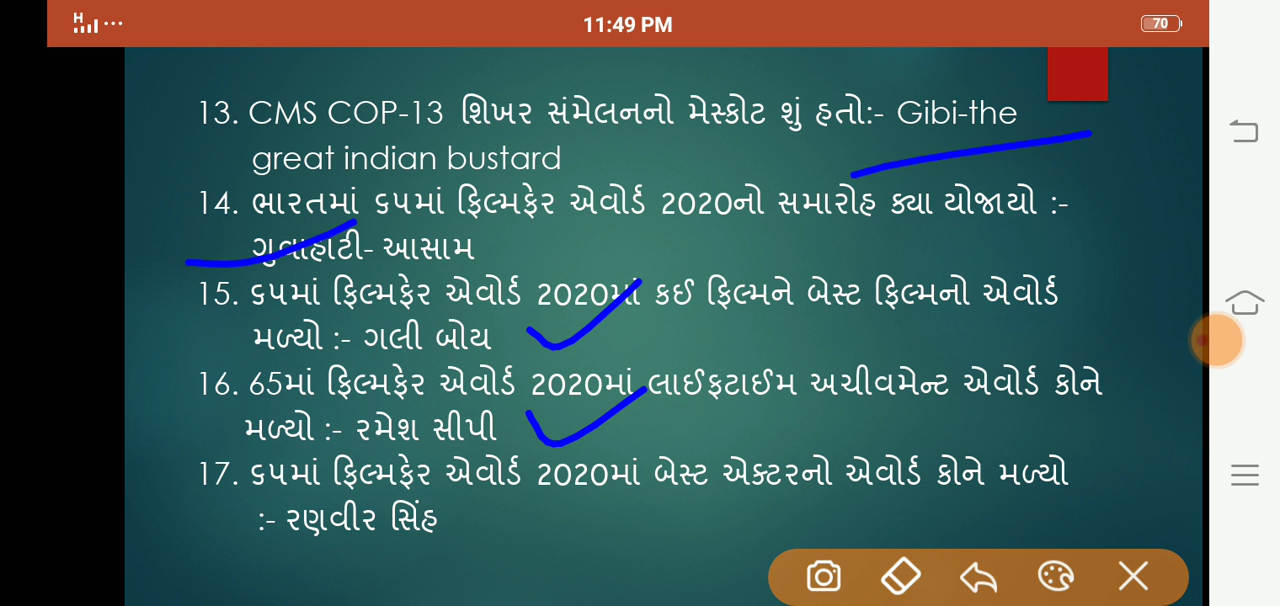 H
11:49 PM
70
13. CMS COP-13 શિખર સંમેલનનો મેસ્કોટ શું હતો:- Gibi-the
great indian bustard
14. ભારતમાં ૬૫માં ફિલ્મફેર એવોર્ડ 2020નો સમારોહ ક્યા યોજાયો :-
ગુવાહાટી- આસામ
15. ૬૫માં ફિલ્મફેર એવોર્ડ 2020માં કઈ ફિલ્મને બેસ્ટ ફિલ્મનો એવોર્ડ
મળ્યો :- ગલી બોય
16. 65માં ફિલ્મફેર એવોર્ડ 2020માં લાઈફટાઈમ અચીવમેન્ટ એવોર્ડ કોને
મળ્યો :- રમેશ સીપી
17. ૬૫માં ફિલ્મફેર એવોર્ડ 2020માં બેસ્ટ એક્ટરનો એવોર્ડ કોને મળ્યો
:- રણવીર સિંહ